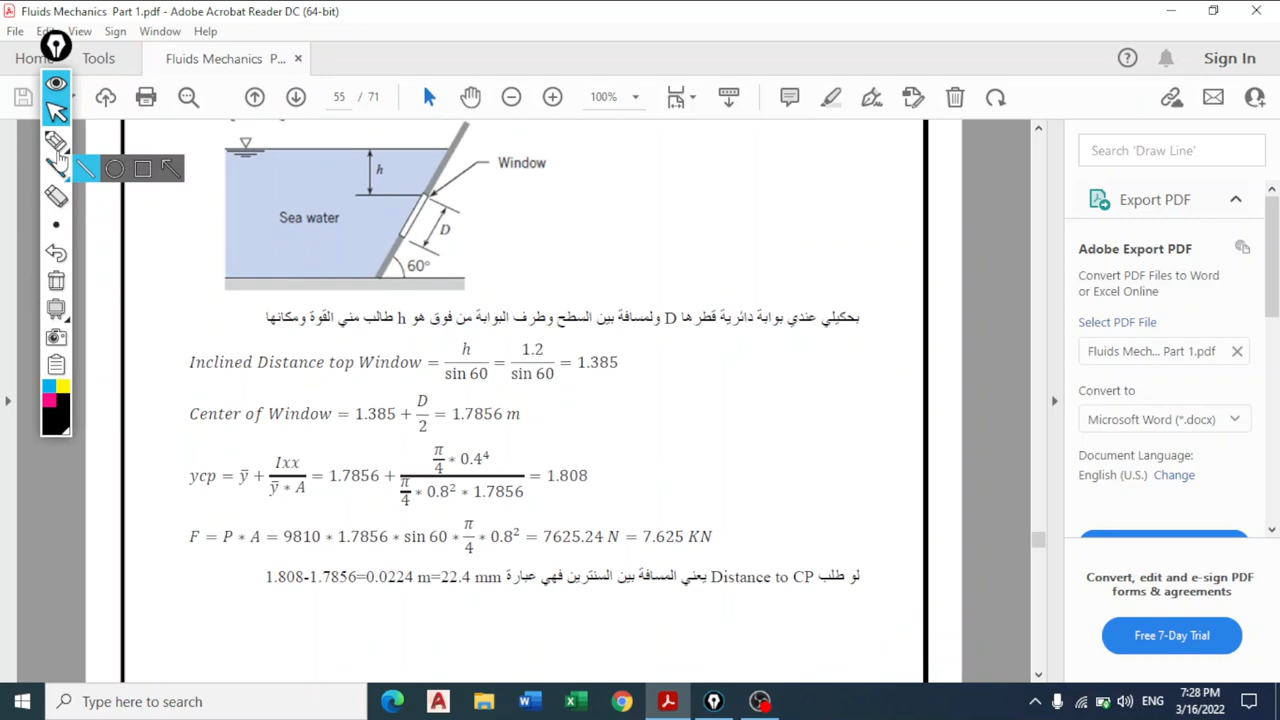 Fluids Mechanics Part 1.pdf - Adobe Acrobat Reader DC (64-bit)
File Edit View Sign Window Help
Home Tools Fluids Mechanics P... × Sign In
55 / 71 100%
h
Window
Sea water
D
60°
بحكيلي عندي بوابة دائرية قطرها D ولمسافة بين السطح وطرف البوابة من فوق هو h طالب مني القوة ومكانها
Inclined Distance top Window = h/sin 60 = 1.2/sin 60 = 1.385
Center of Window = 1.385 + D/2 = 1.7856 m
ycp = ȳ + Ixx/ȳ * A = 1.7856 + π/4 * 0.4⁴ / π/4 * 0.8² * 1.7856 = 1.808
F = P * A = 9810 * 1.7856 * sin 60 * π/4 * 0.8² = 7625.24 N = 7.625 KN
لو طلب Distance to CP يعني المسافة بين السنترين فهي عبارة 1.808-1.7856=0.0224 m=22.4 mm
Search 'Draw Line'
Export PDF
Adobe Export PDF
Convert PDF Files to Word
or Excel Online
Select PDF File
Fluids Mech... Part 1.pdf ×
Convert to
Microsoft Word (*.docx)
Document Language:
English (U.S.) Change
Convert, edit and e-sign PDF
forms & agreements
Free 7-Day Trial
Type here to search
ENG
7:28 PM
3/16/2022